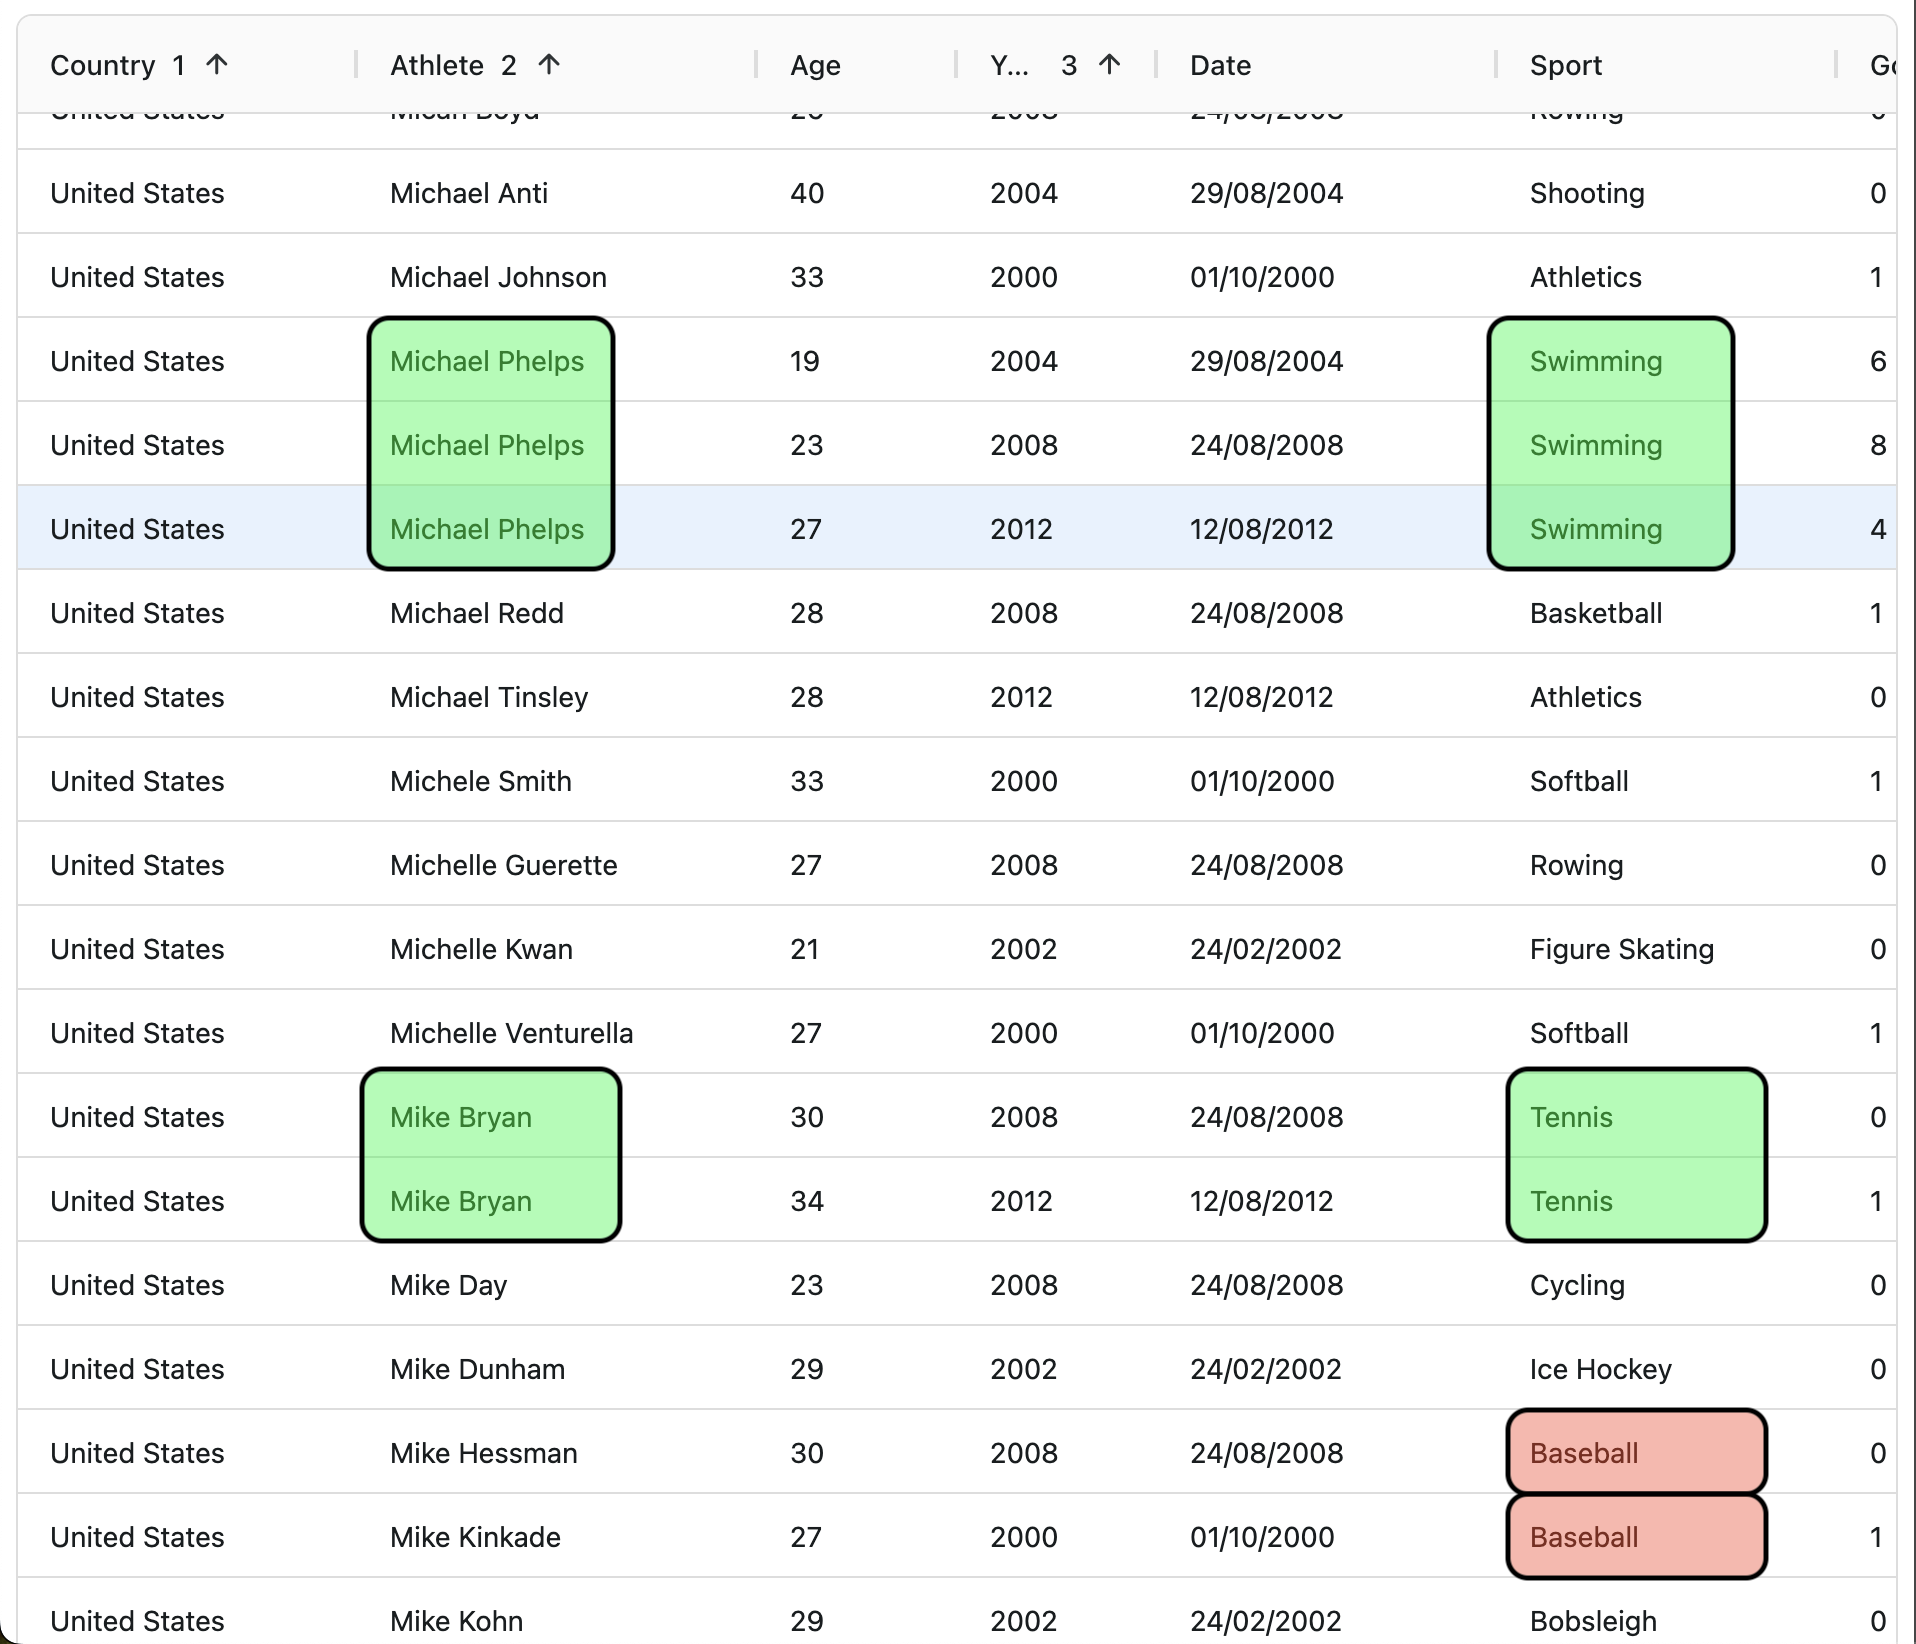 Country 1 ↑ Athlete 2 ↑ Age Y... 3 ↑ Date Sport
United States Michael Anti 40 2004 29/08/2004 Shooting 0
United States Michael Johnson 33 2000 01/10/2000 Athletics 1
United States Michael Phelps 19 2004 29/08/2004 Swimming 6
United States Michael Phelps 23 2008 24/08/2008 Swimming 8
United States Michael Phelps 27 2012 12/08/2012 Swimming 4
United States Michael Redd 28 2008 24/08/2008 Basketball 1
United States Michael Tinsley 28 2012 12/08/2012 Athletics 0
United States Michele Smith 33 2000 01/10/2000 Softball 1
United States Michelle Guerette 27 2008 24/08/2008 Rowing 0
United States Michelle Kwan 21 2002 24/02/2002 Figure Skating 0
United States Michelle Venturella 27 2000 01/10/2000 Softball 1
United States Mike Bryan 30 2008 24/08/2008 Tennis 0
United States Mike Bryan 34 2012 12/08/2012 Tennis 1
United States Mike Day 23 2008 24/08/2008 Cycling 0
United States Mike Dunham 29 2002 24/02/2002 Ice Hockey 0
United States Mike Hessman 30 2008 24/08/2008 Baseball 0
United States Mike Kinkade 27 2000 01/10/2000 Baseball 1
United States Mike Kohn 29 2002 24/02/2002 Bobsleigh 0